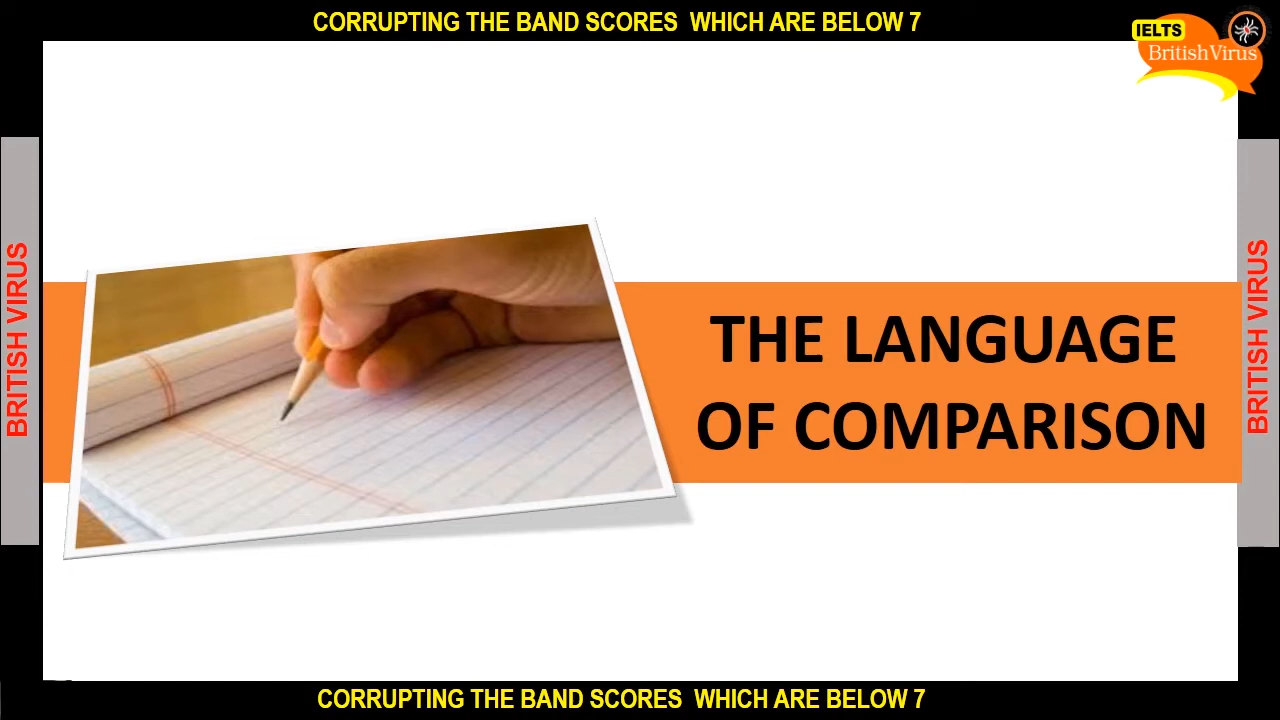 CORRUPTING THE BAND SCORES WHICH ARE BELOW 7
IELTS
BritishVirus
BRITISH VIRUS
THE LANGUAGE
OF COMPARISON
BRITISH VIRUS
CORRUPTING THE BAND SCORES WHICH ARE BELOW 7